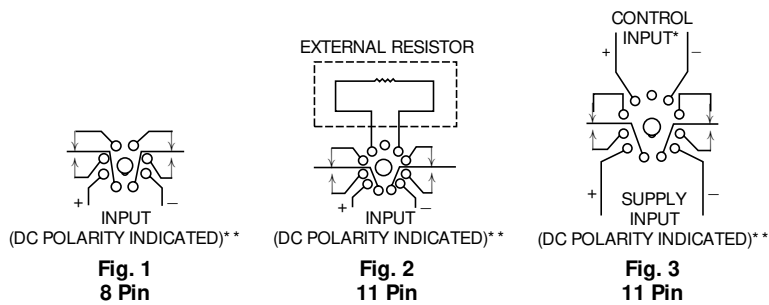 CONTROL
INPUT*
+ −
EXTERNAL RESISTOR
+ INPUT −
(DC POLARITY INDICATED)**
Fig. 1
8 Pin
+ INPUT −
(DC POLARITY INDICATED)**
Fig. 2
11 Pin
+ SUPPLY −
INPUT
(DC POLARITY INDICATED)**
Fig. 3
11 Pin